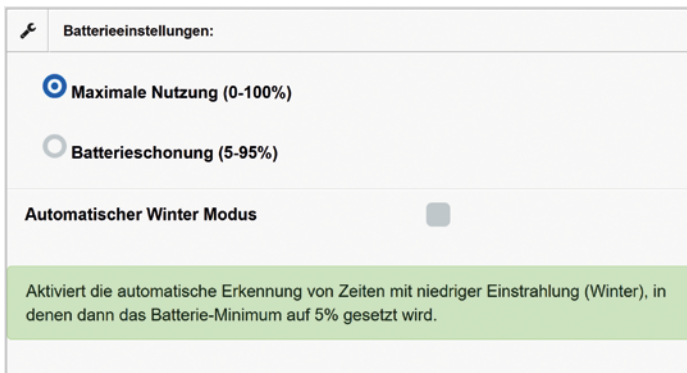 Batterieeinstellungen:
Maximale Nutzung (0-100%)
Batterieschonung (5-95%)
Automatischer Winter Modus
Aktiviert die automatische Erkennung von Zeiten mit niedriger Einstrahlung (Winter), in
denen dann das Batterie-Minimum auf 5% gesetzt wird.